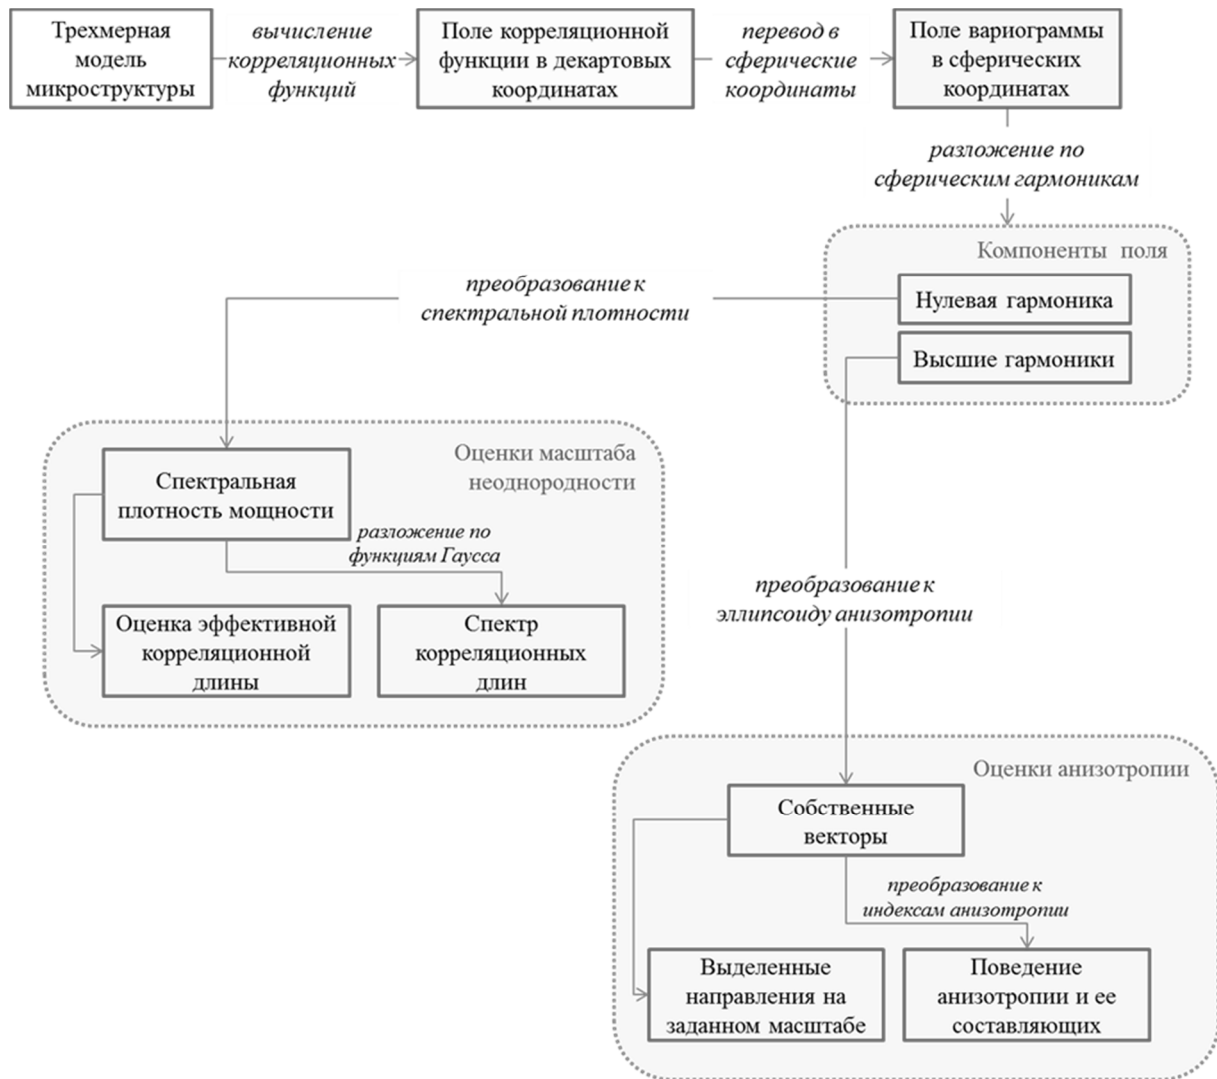 Трехмерная
модель
микроструктуры
вычисление
корреляционных
функций
Поле корреляционной
функции в декартовых
координатах
перевод в
сферические
координаты
Поле вариограммы
в сферических
координатах
разложение по
сферическим гармоникам
Компоненты поля
Нулевая гармоника
Высшие гармоники
преобразование к
спектральной плотности
Оценки масштаба
неоднородности
Спектральная
плотность мощности
разложение по
функциям Гаусса
Оценка эффективной
корреляционной
длины
Спектр
корреляционных
длин
преобразование к
эллипсоиду анизотропии
Оценки анизотропии
Собственные
векторы
преобразование к
индексам анизотропии
Выделенные
направления на
заданном масштабе
Поведение
анизотропии и ее
составляющих